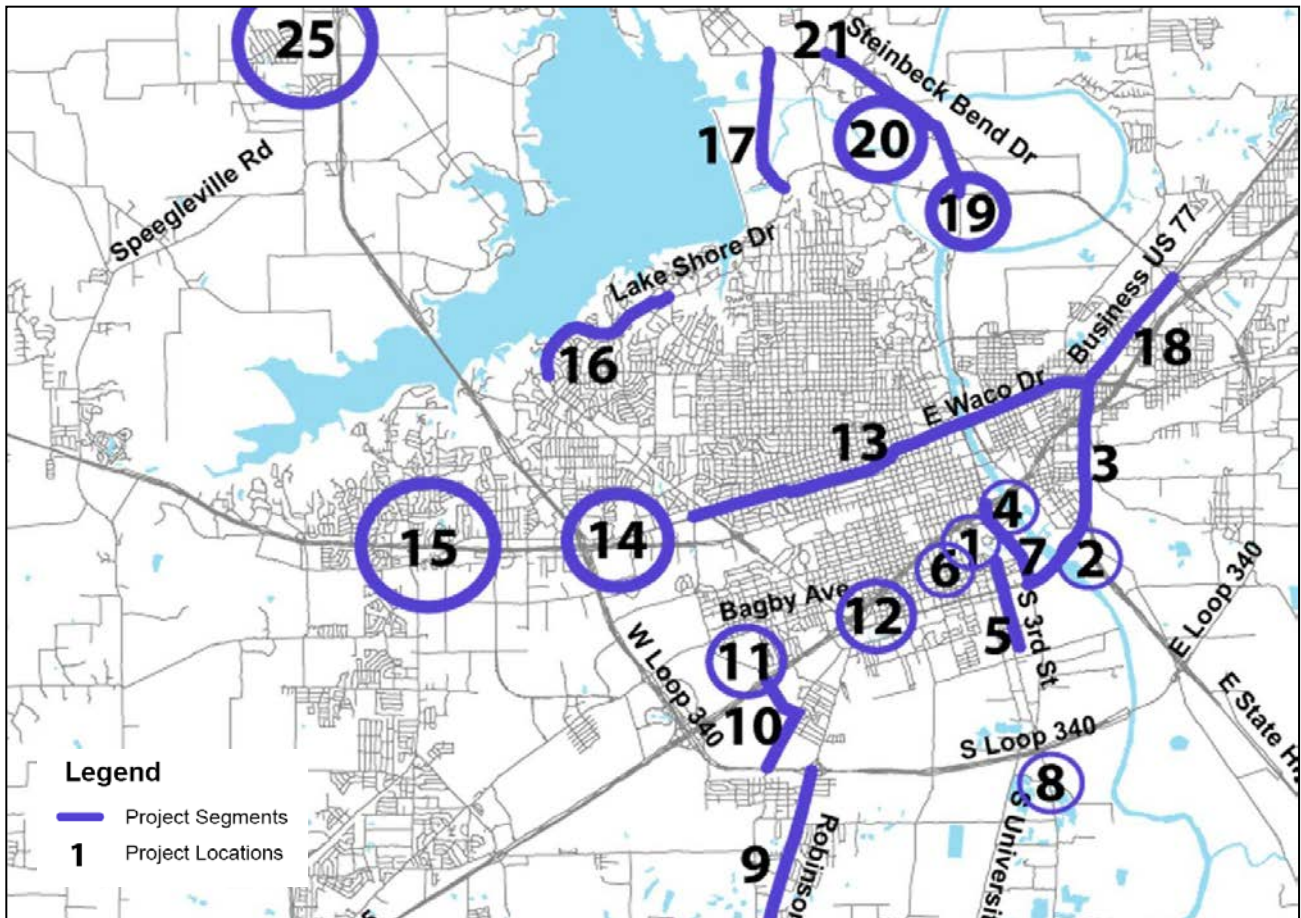 25
21
Steinbeck Bend Dr
17
20
19
Speegleville Rd
Lake Shore Dr
Business US 77
16
18
E Waco Dr
13
3
4
15
14
1
6
7
2
Bagby Ave
12
5
S 3rd St
E Loop 340
11
W Loop 340
10
E State H
S Loop 340
8
S Universi
9
Robinson
Legend
Project Segments
1 Project Locations